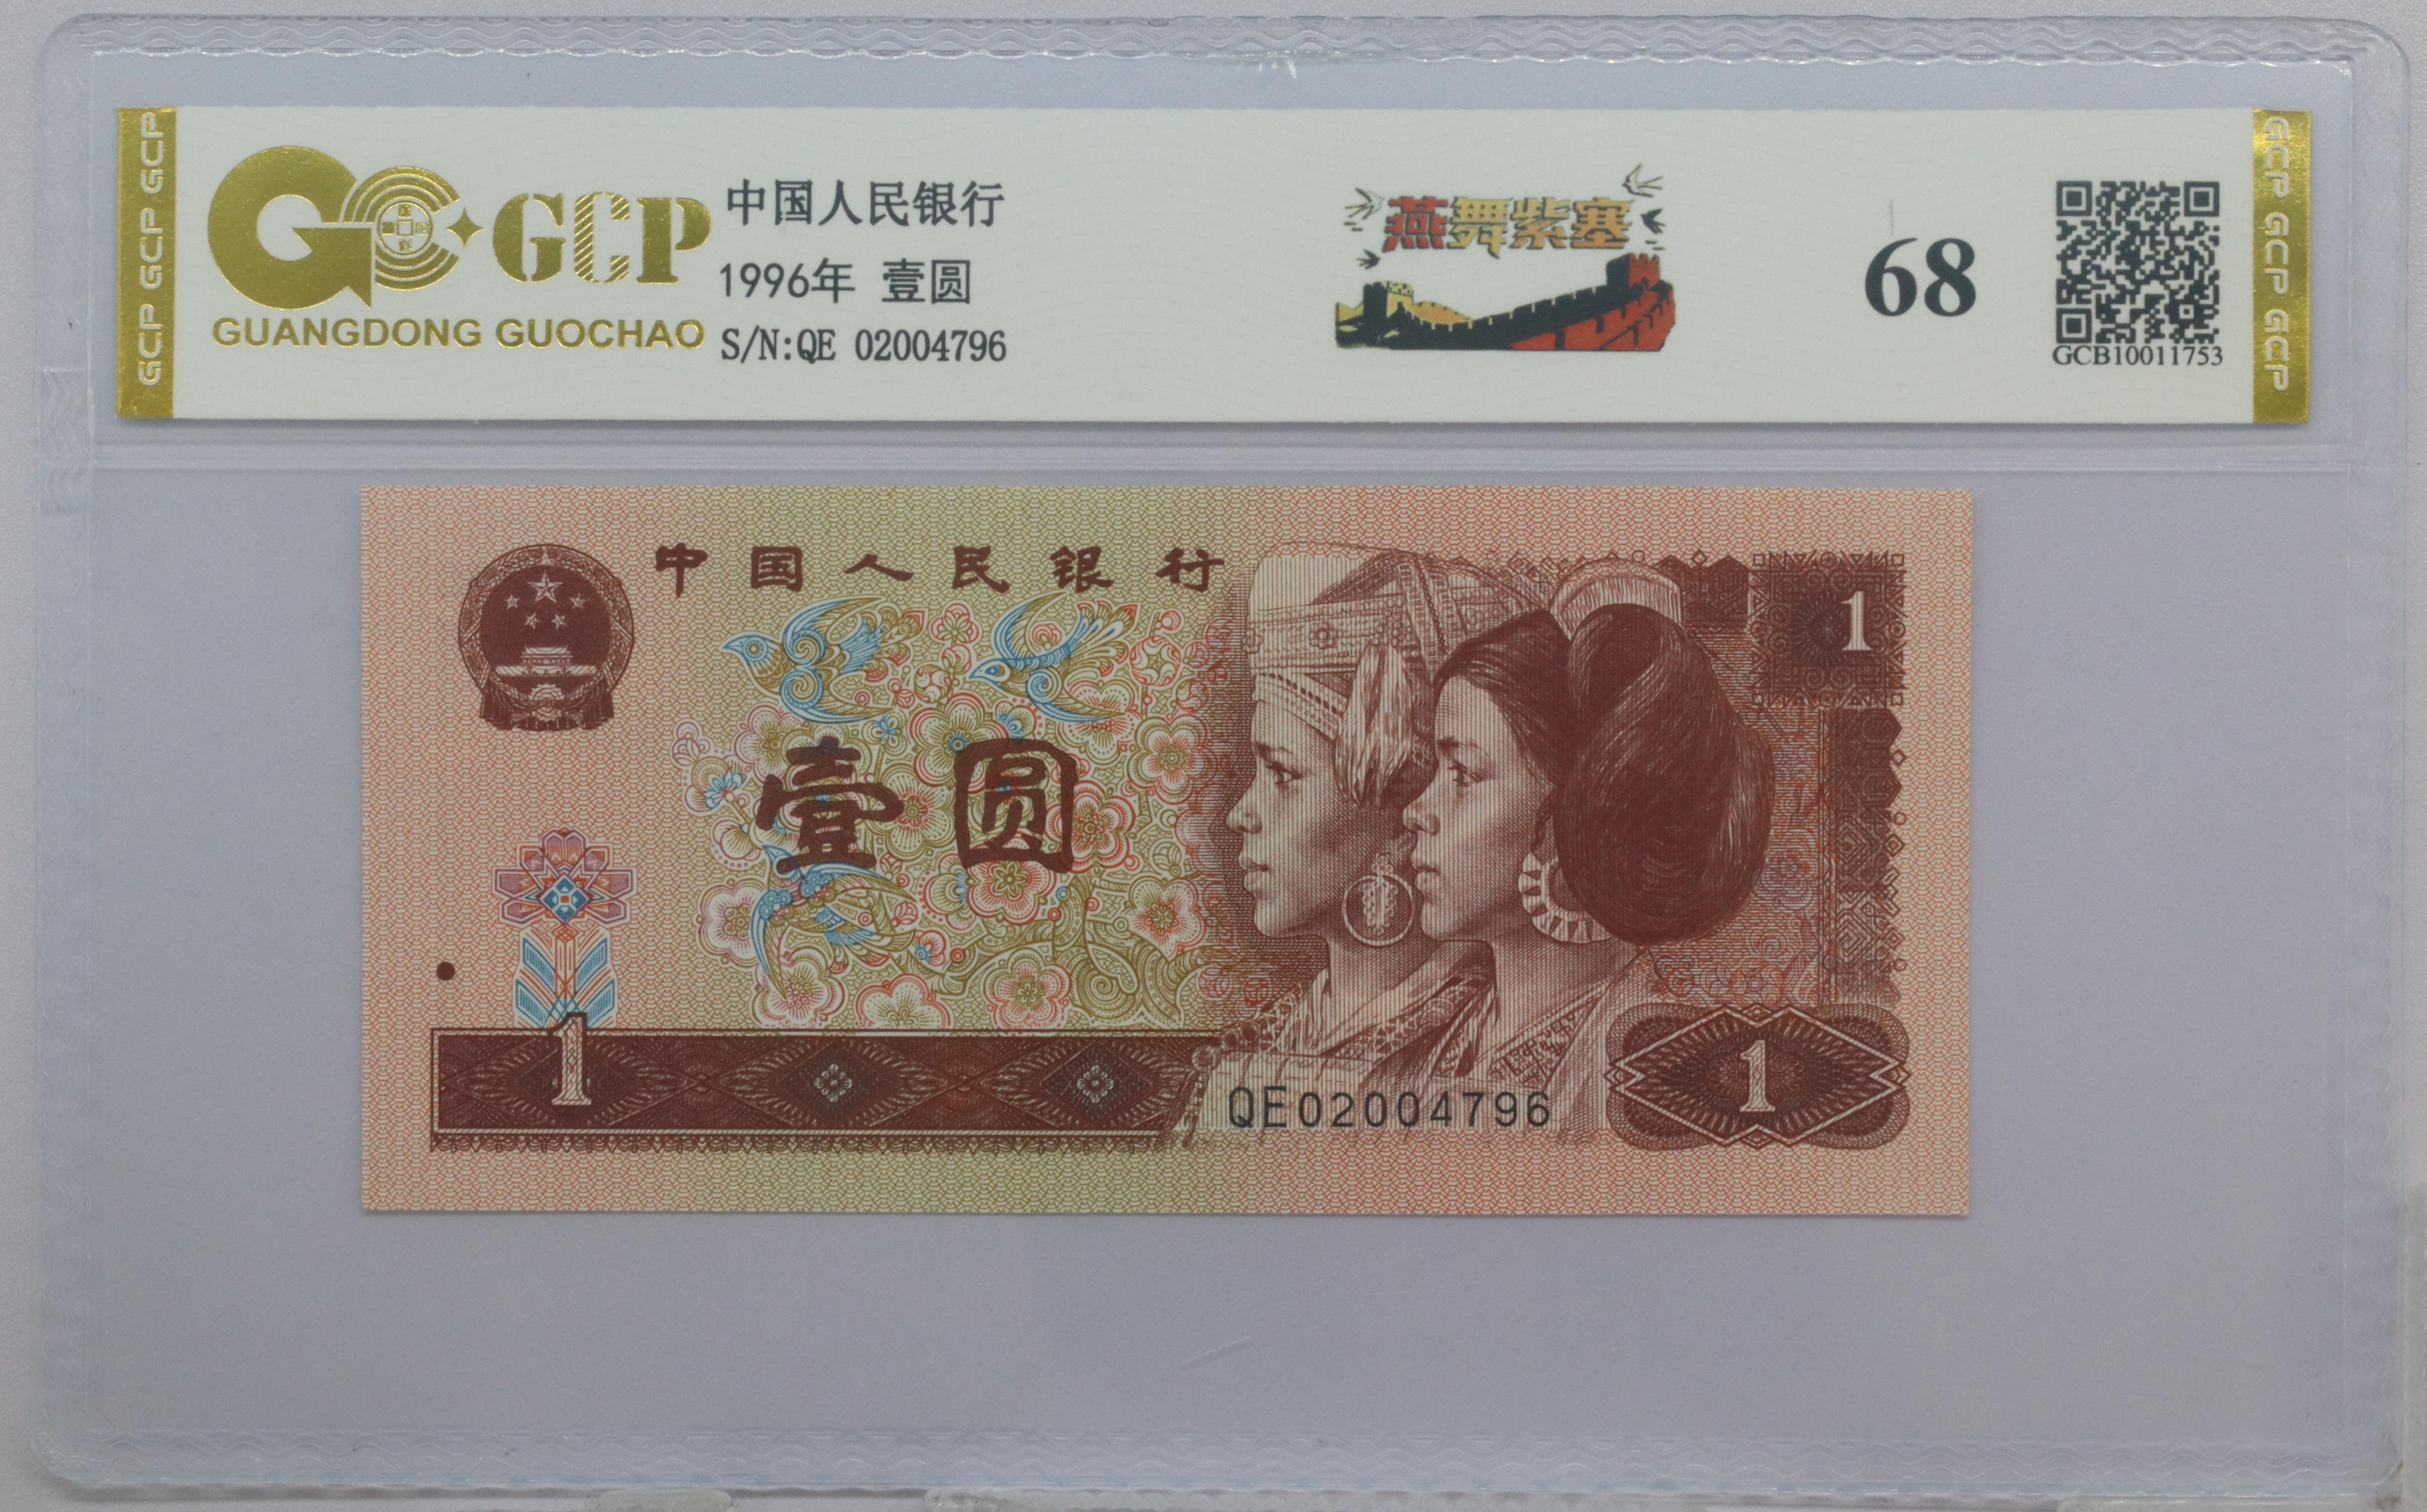 GCP GCP GCP
GCP
GUANGDONG GUOCHAO
中国人民银行
1996年 壹圆
S/N:QE 02004796
燕舞紫塞
68
GCB10011753
GCP GCP GCP
中国人民银行
1
壹圆
1
QE02004796
1